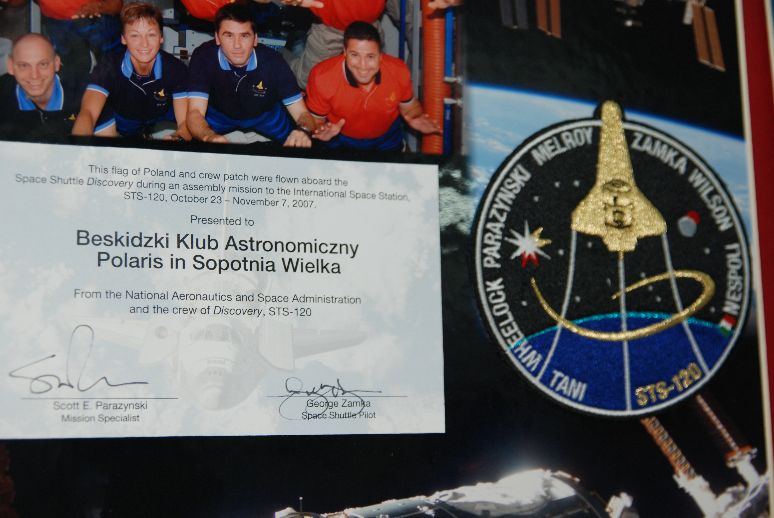 This flag of Poland and crew patch were flown aboard the
Space Shuttle Discovery during an assembly mission to the International Space Station,
STS-120, October 23 – November 7, 2007.
Presented to
Beskidzki Klub Astronomiczny
Polaris in Sopotnia Wielka
From the National Aeronautics and Space Administration
and the crew of Discovery, STS-120
Scott E. Parazynski
Mission Specialist
George Zamka
Space Shuttle Pilot
WHEELOCK PARAZYNSKI MELROY ZAMKA WILSON NESPOLI
TANI
STS-120